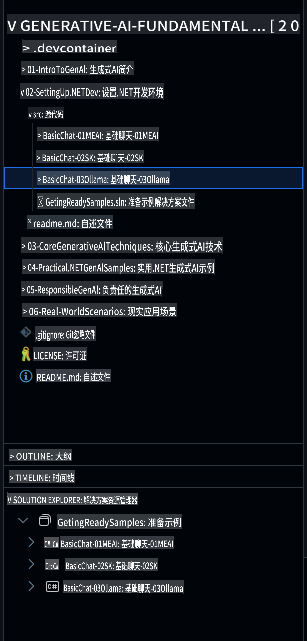 v GENERATIVE-AI-FUNDAMENTAL ... [ 2 0
> .devcontainer
> 01-IntroToGenAI: 生成式AI简介
v 02-SettingUp.NETDev: 设置.NET开发环境
v src: 源代码
> BasicChat-01MEAI: 基础聊天-01MEAI
> BasicChat-02SK: 基础聊天-02SK
> BasicChat-03Ollama: 基础聊天-03Ollama
GetingReadySamples.sln: 准备示例解决方案文件
readme.md: 自述文件
> 03-CoreGenerativeAITechniques: 核心生成式AI技术
> 04-Practical.NETGenAISamples: 实用.NET生成式AI示例
> 05-ResponsibleGenAI: 负责任的生成式AI
> 06-Real-WorldScenarios: 现实应用场景
.gitignore: Git忽略文件
LICENSE: 许可证
README.md: 自述文件
> OUTLINE: 大纲
> TIMELINE: 时间线
v SOLUTION EXPLORER: 解决方案资源管理器
GetingReadySamples: 准备示例
BasicChat-01MEAI: 基础聊天-01MEAI
BasicChat-02SK: 基础聊天-02SK
C# BasicChat-03Ollama: 基础聊天-03Ollama